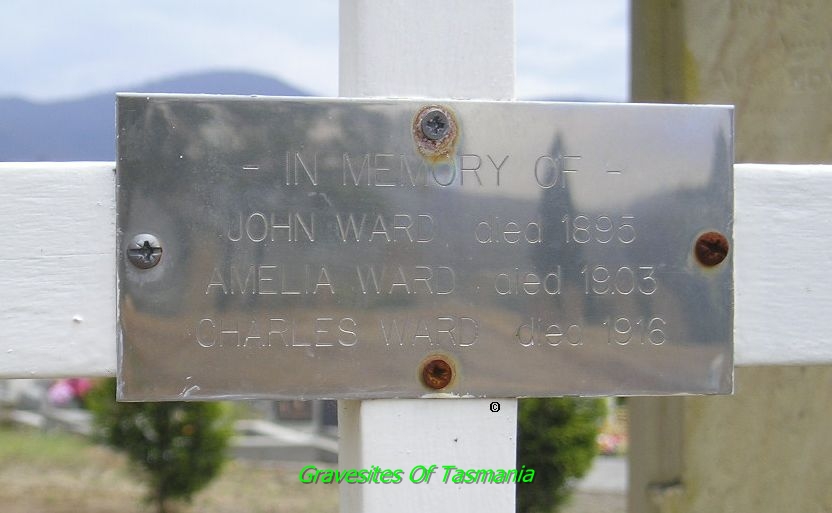 - IN MEMORY OF -
JOHN WARD died 1895
AMELIA WARD died 1903
CHARLES WARD died 1916
©
Gravesites Of Tasmania